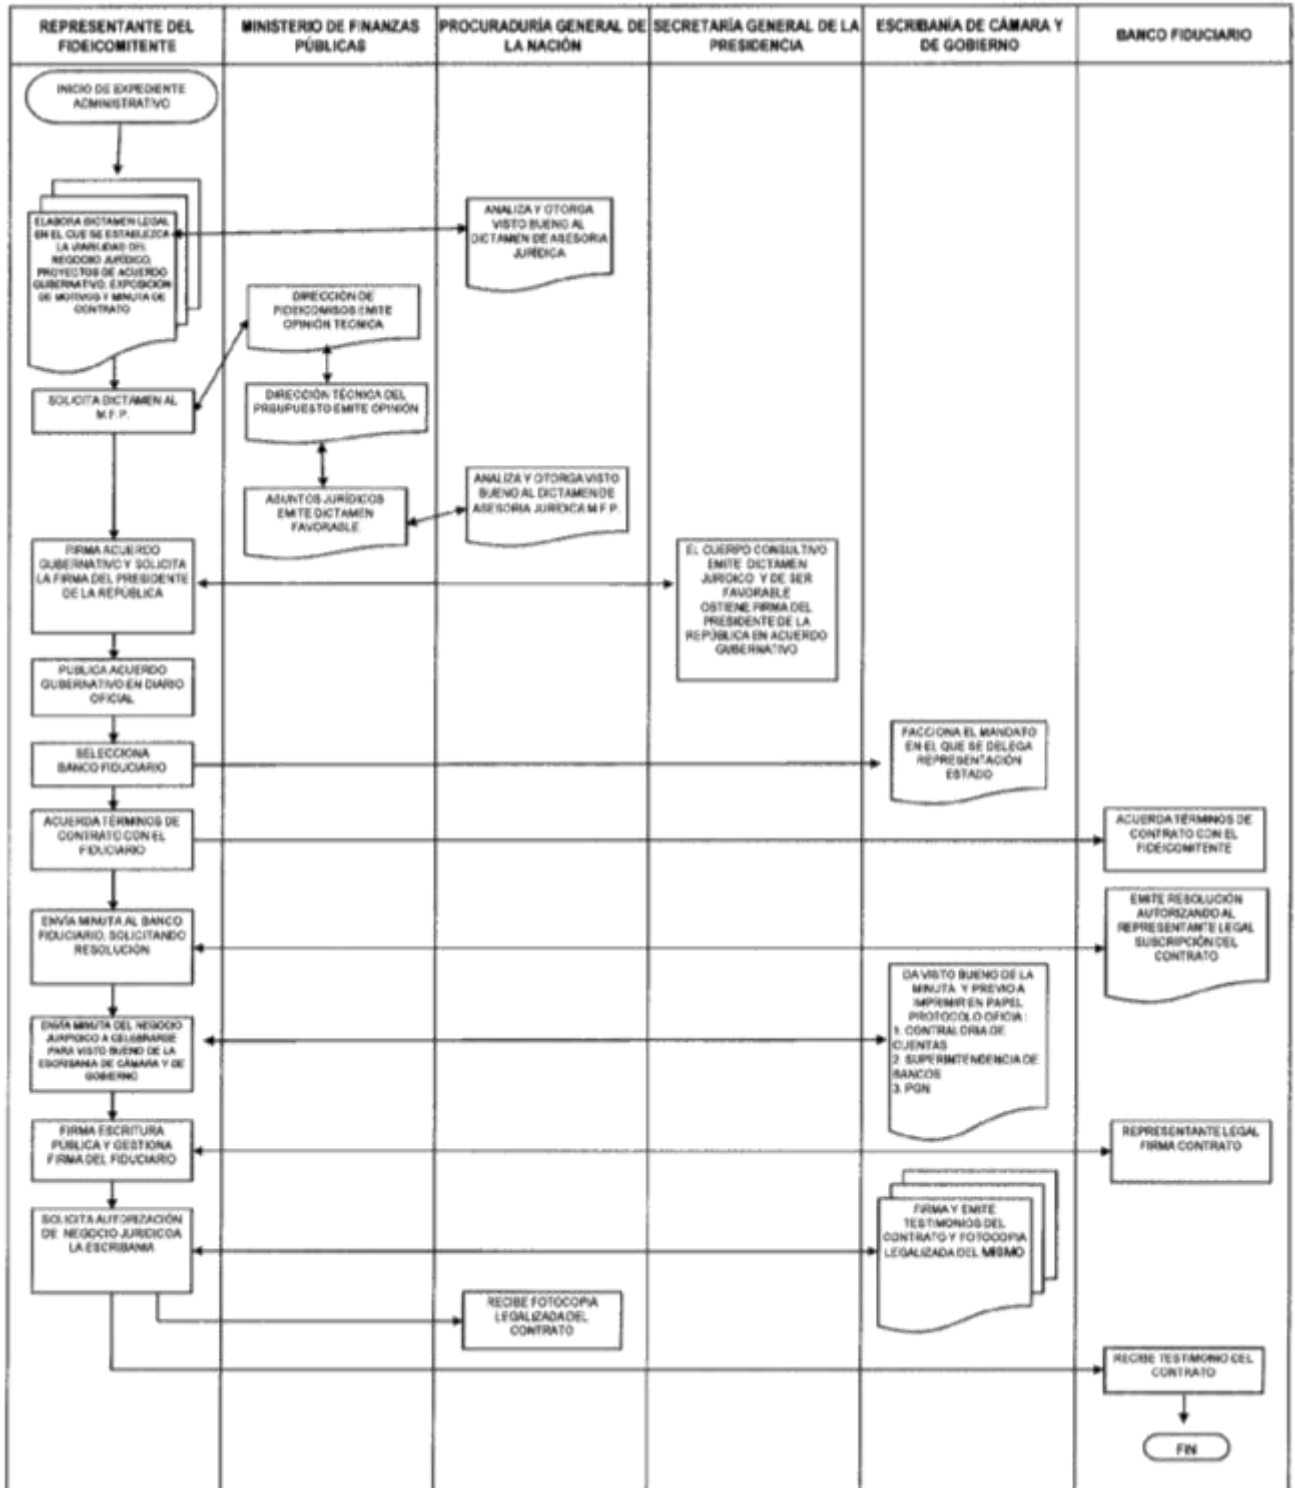 REPRESENTANTE DEL
FIDEICOMITENTE
MINISTERIO DE FINANZAS
PÚBLICAS
PROCURADURÍA GENERAL DE
LA NACIÓN
SECRETARÍA GENERAL DE LA
PRESIDENCIA
ESCRIBANÍA DE CÁMARA Y
DE GOBIERNO
BANCO FIDUCIARIO
INICIO DE EXPEDIENTE
ADMINISTRATIVO
ELABORA DICTAMEN LEGAL
EN EL QUE SE ESTABLEZCA
LA VIABILIDAD DEL
NEGOCIO JURÍDICO,
PROYECTOS DE ACUERDO
GUBERNATIVO, EXPOSICIÓN
DE MOTIVOS Y MINUTA DE
CONTRATO
ANALIZA Y OTORGA
VISTO BUENO AL
DICTAMEN DE ASESORIA
JURÍDICA
DIRECCIÓN DE
FIDEICOMISOS EMITE
OPINIÓN TECNICA
SOLICITA DICTAMEN AL
M.F.P.
DIRECCIÓN TÉCNICA DEL
PRSUPUESTO EMITE OPINIÓN
ASUNTOS JURÍDICOS
EMITE DICTAMEN
FAVORABLE
ANALIZA Y OTORGA VISTO
BUENO AL DICTAMEN DE
ASESORIA JURIDICA M.F.P.
FIRMA ACUERDO
GUBERNATIVO Y SOLICITA
LA FIRMA DEL PRESIDENTE
DE LA REPÚBLICA
EL CUERPO CONSULTIVO
EMITE DICTAMEN
JURIDICO Y DE SER
FAVORABLE
OBTIENE FIRMA DEL
PRESIDENTE DE LA
REPÚBLICA EN ACUERDO
GUBERNATIVO
PUBLICA ACUERDO
GUBERNATIVO EN DIARIO
OFICIAL
SELECCIONA
BANCO FIDUCIARIO
FACCIONA EL MANDATO
EN EL QUE SE DELEGA
REPRESENTACIÓN
ESTADO
ACUERDA TÉRMINOS DE
CONTRATO CON EL
FIDUCIARIO
ACUERDA TÉRMINOS DE
CONTRATO CON EL
FIDEICOMITENTE
ENVÍA MINUTA AL BANCO
FIDUCIARIO, SOLICITANDO
RESOLUCIÓN
EMITE RESOLUCIÓN
AUTORIZANDO AL
REPRESENTANTE LEGAL
SUSCRIPCIÓN DEL
CONTRATO
ENVÍA MINUTA DEL NEGOCIO
JURIPIDICO A CELEBRARSE
PARA VISTO BUENO DE LA
ESCRIBANIA DE CÁMARA Y DE
GOBIERNO
DA VISTO BUENO DE LA
MINUTA Y PREVIO A
IMPRIMIR EN PAPEL
PROTOCOLO OFICIA:
1. CONTRALORIA DE
CUENTAS
2. SUPERINTENDENCIA DE
BANCOS
3. PGN
FIRMA ESCRITURA
PÚBLICA Y GESTIONA
FIRMA DEL FIDUCIARIO
REPRESENTANTE LEGAL
FIRMA CONTRATO
SOLICITA AUTORIZACIÓN
DE NEGOCIO JURIDICO A
LA ESCRIBANIA
FIRMA Y EMITE
TESTIMONIOS DEL
CONTRATO Y FOTOCOPIA
LEGALIZADA DEL MISMO
RECIBE FOTOCOPIA
LEGALIZADA DEL
CONTRATO
RECIBE TESTIMONIO DEL
CONTRATO
FIN